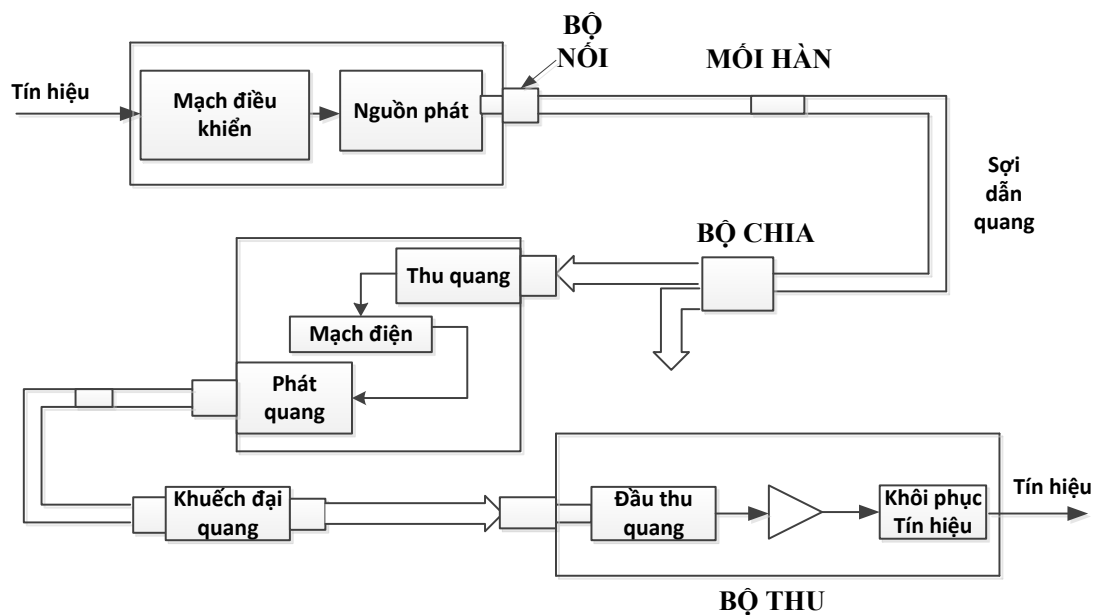 BỘ
NỐI
MỐI HÀN
Tín hiệu
Mạch điều
khiển
Nguồn phát
Sợi
dẫn
quang
BỘ CHIA
Thu quang
Mạch điện
Phát
quang
Khuếch đại
quang
Đầu thu
quang
Khôi phục
Tín hiệu
Tín hiệu
BỘ THU